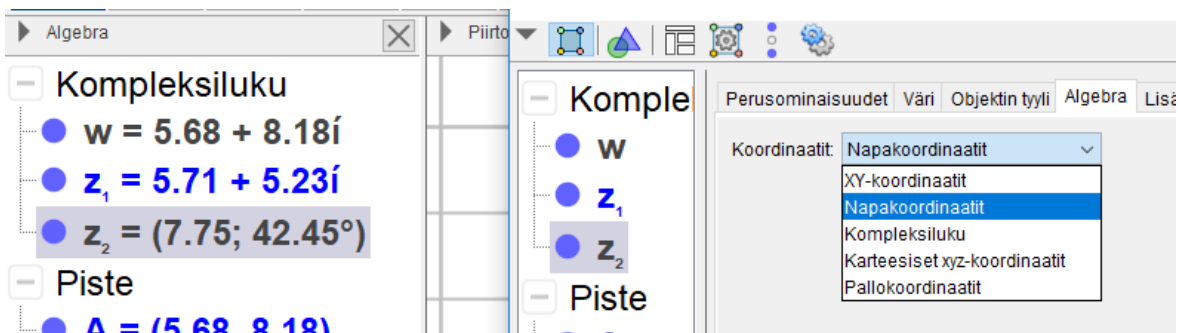 Algebra
Kompleksiluku
w = 5.68 + 8.18í
z₁ = 5.71 + 5.23í
z₂ = (7.75; 42.45°)
Piste
A = (5.68, 8.18)
Piirto
Komple
w
z₁
z₂
Piste
Perusominaisuudet Väri Objektin tyyli Algebra Lisä
Koordinaatit: Napakoordinaatit
XY-koordinaatit
Napakoordinaatit
Kompleksiluku
Karteesiset xyz-koordinaatit
Pallokoordinaatit